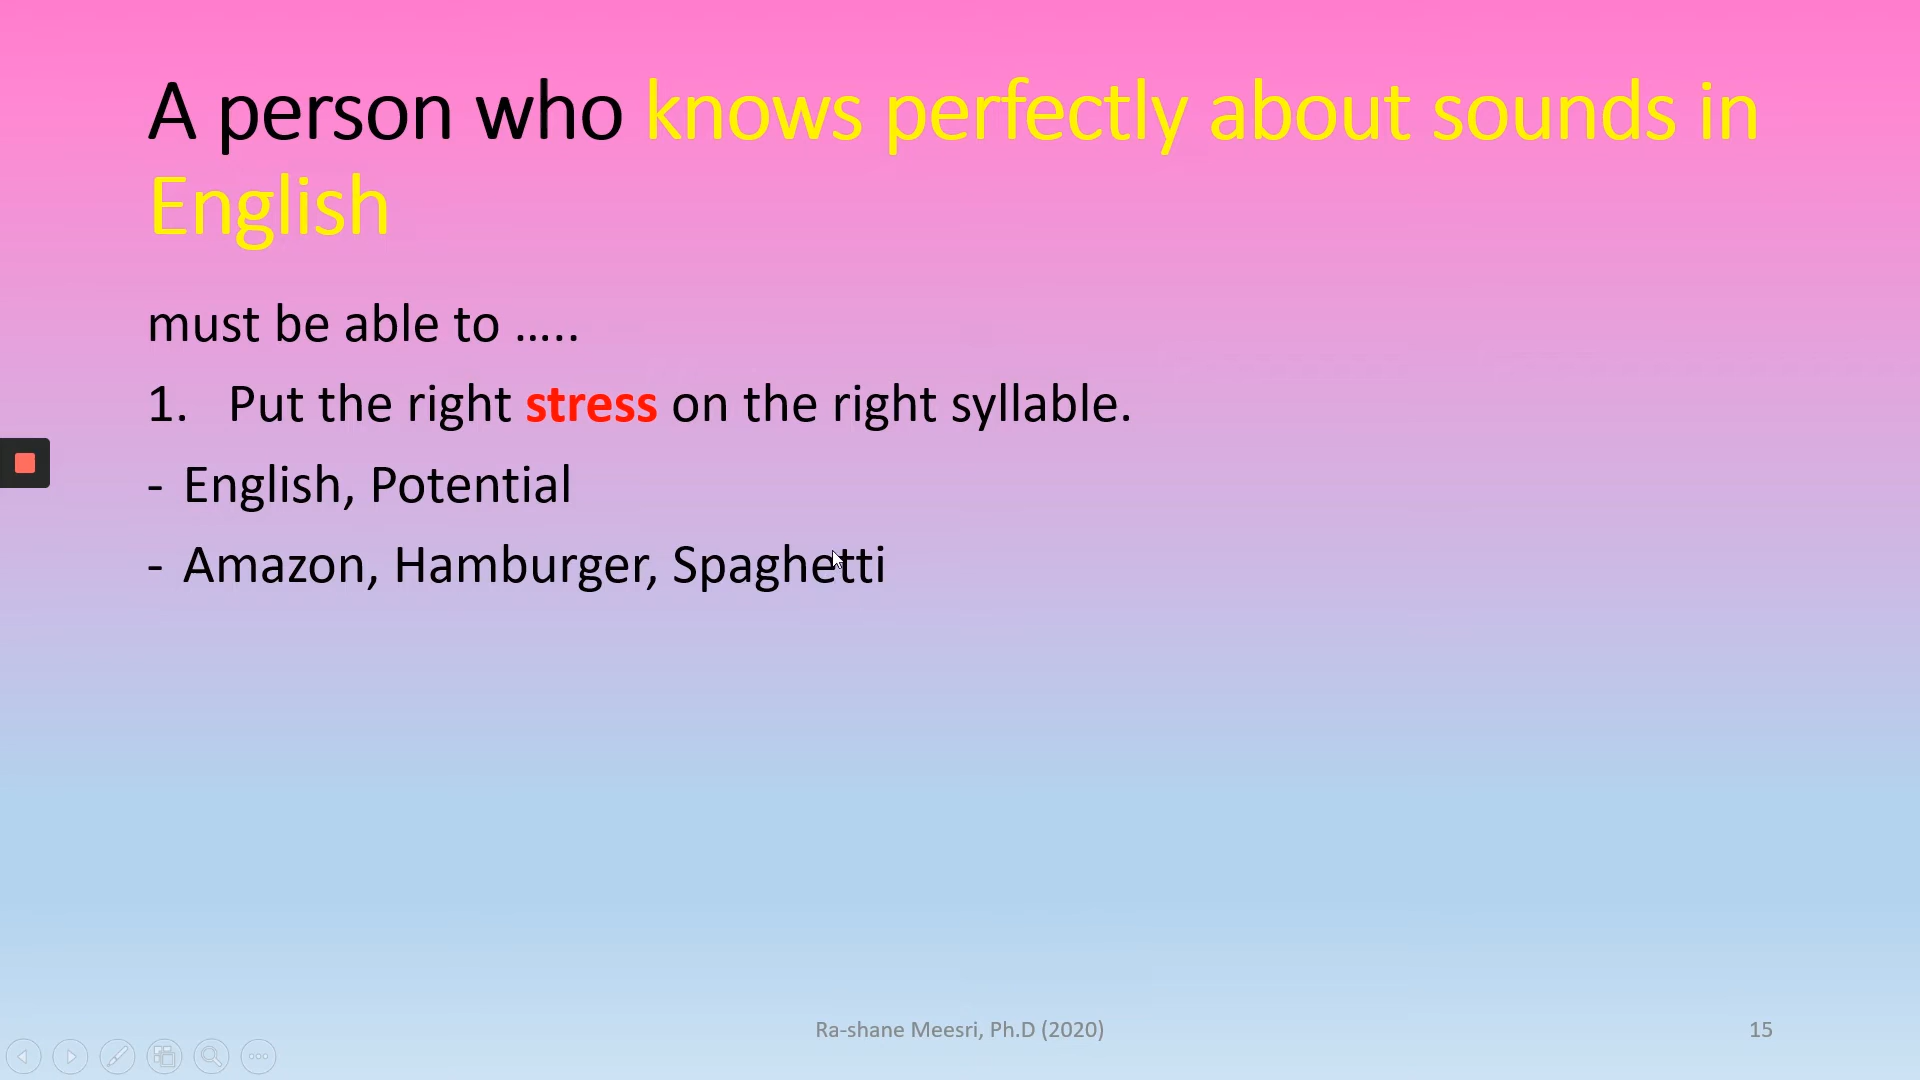 A person who knows perfectly about sounds in
English
must be able to …..
1. Put the right stress on the right syllable.
- English, Potential
- Amazon, Hamburger, Spaghetti
Ra-shane Meesri, Ph.D (2020)
15